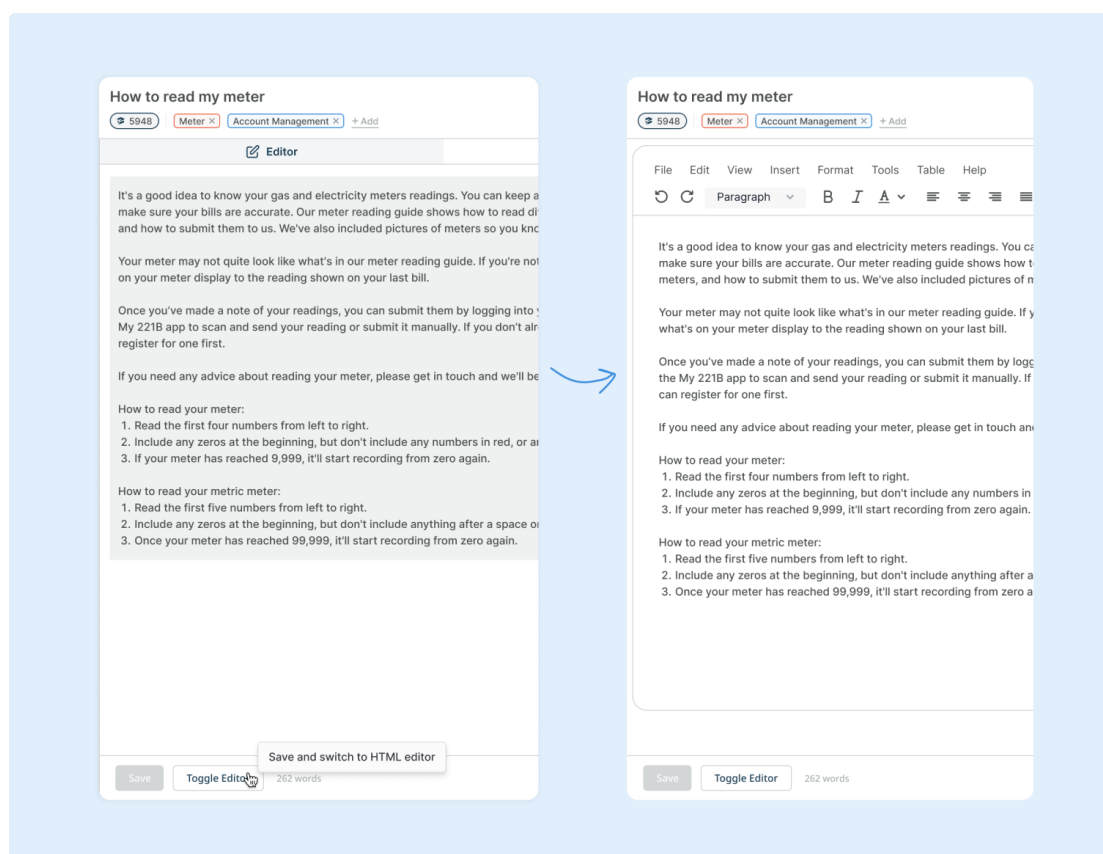 How to read my meter
5948 Meter × Account Management × + Add
Editor
It's a good idea to know your gas and electricity meters readings. You can keep a
make sure your bills are accurate. Our meter reading guide shows how to read di
and how to submit them to us. We've also included pictures of meters so you kno
Your meter may not quite look like what's in our meter reading guide. If you're not
on your meter display to the reading shown on your last bill.
Once you've made a note of your readings, you can submit them by logging into
My 221B app to scan and send your reading or submit it manually. If you don't alr
register for one first.
If you need any advice about reading your meter, please get in touch and we'll be
How to read your meter:
1. Read the first four numbers from left to right.
2. Include any zeros at the beginning, but don't include any numbers in red, or
3. If your meter has reached 9,999, it'll start recording from zero again.
How to read your metric meter:
1. Read the first five numbers from left to right.
2. Include any zeros at the beginning, but don't include anything after a space
3. Once your meter has reached 99,999, it'll start recording from zero again.
Save and switch to HTML editor
Save Toggle Editor 262 words
How to read my meter
5948 Meter × Account Management × + Add
File Edit View Insert Format Tools Table Help
Paragraph B I A
It's a good idea to know your gas and electricity meters readings. You ca
make sure your bills are accurate. Our meter reading guide shows how t
meters, and how to submit them to us. We've also included pictures of
Your meter may not quite look like what's in our meter reading guide. If
what's on your meter display to the reading shown on your last bill.
Once you've made a note of your readings, you can submit them by logg
the My 221B app to scan and send your reading or submit it manually. If
can register for one first.
If you need any advice about reading your meter, please get in touch an
How to read your meter:
1. Read the first four numbers from left to right.
2. Include any zeros at the beginning, but don't include any numbers in
3. If your meter has reached 9,999, it'll start recording from zero again.
How to read your metric meter:
1. Read the first five numbers from left to right.
2. Include any zeros at the beginning, but don't include anything after a
3. Once your meter has reached 99,999, it'll start recording from zero a
Save Toggle Editor 262 words